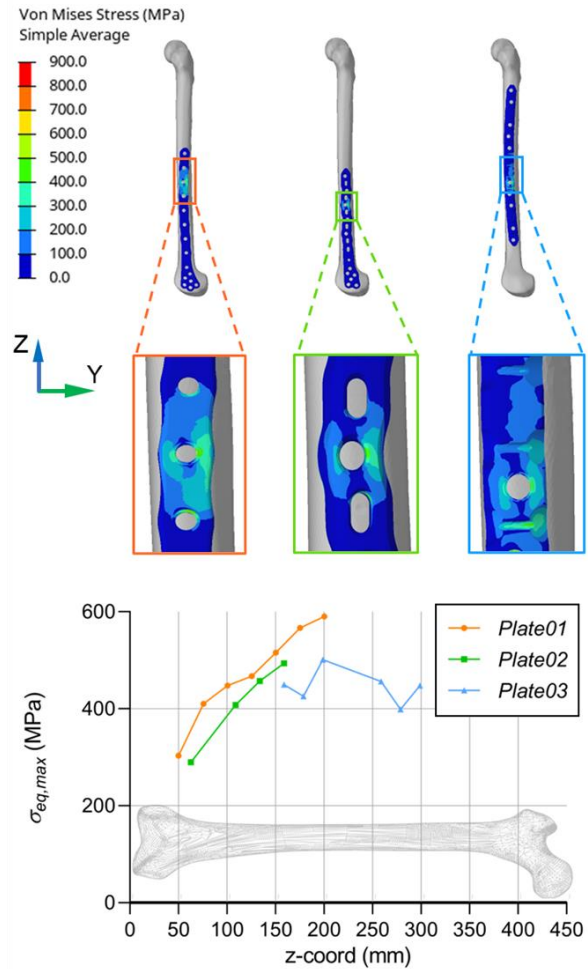 Von Mises Stress (MPa)
Simple Average
900.0
800.0
700.0
600.0
500.0
400.0
300.0
200.0
100.0
0.0
Z
Y
600
400
200
0
σeq,max (MPa)
Plate01
Plate02
Plate03
0 50 100 150 200 250 300 350 400 450
z-coord (mm)